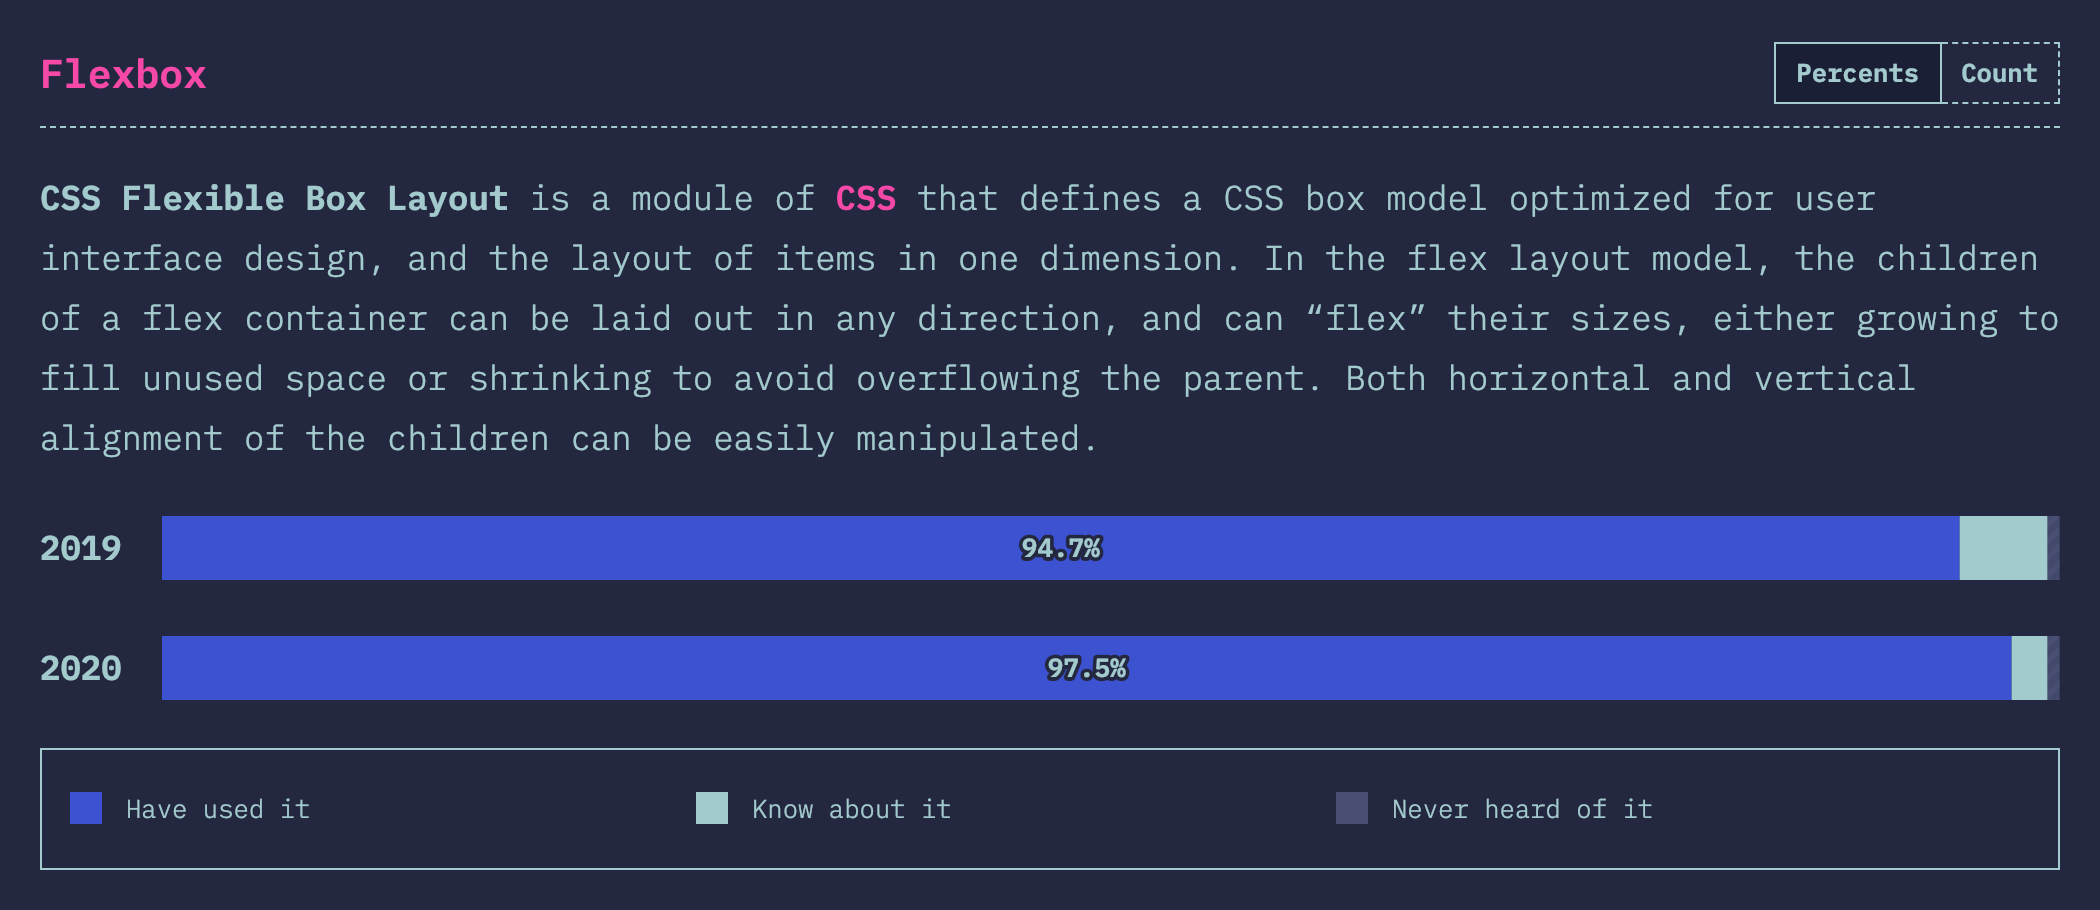 Flexbox
Percents Count
CSS Flexible Box Layout is a module of CSS that defines a CSS box model optimized for user
interface design, and the layout of items in one dimension. In the flex layout model, the children
of a flex container can be laid out in any direction, and can “flex” their sizes, either growing to
fill unused space or shrinking to avoid overflowing the parent. Both horizontal and vertical
alignment of the children can be easily manipulated.
2019 94.7%
2020 97.5%
Have used it Know about it Never heard of it